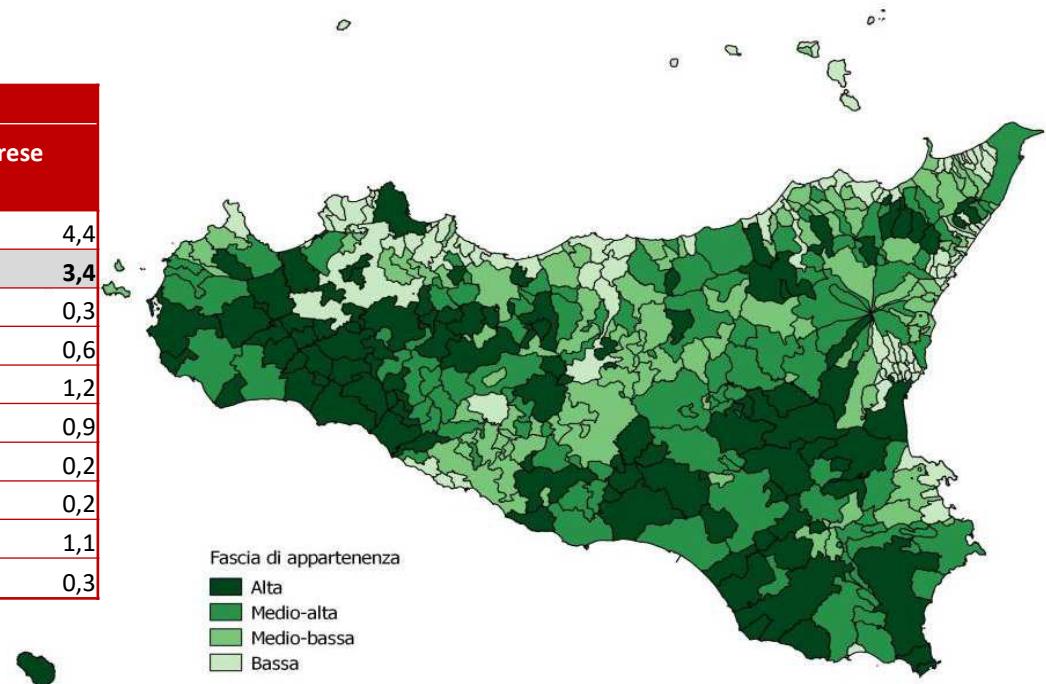 rese
4,4
3,4
0,3
0,6
1,2
0,9
0,2
0,2
1,1
0,3
Fascia di appartenenza
Alta
Medio-alta
Medio-bassa
Bassa